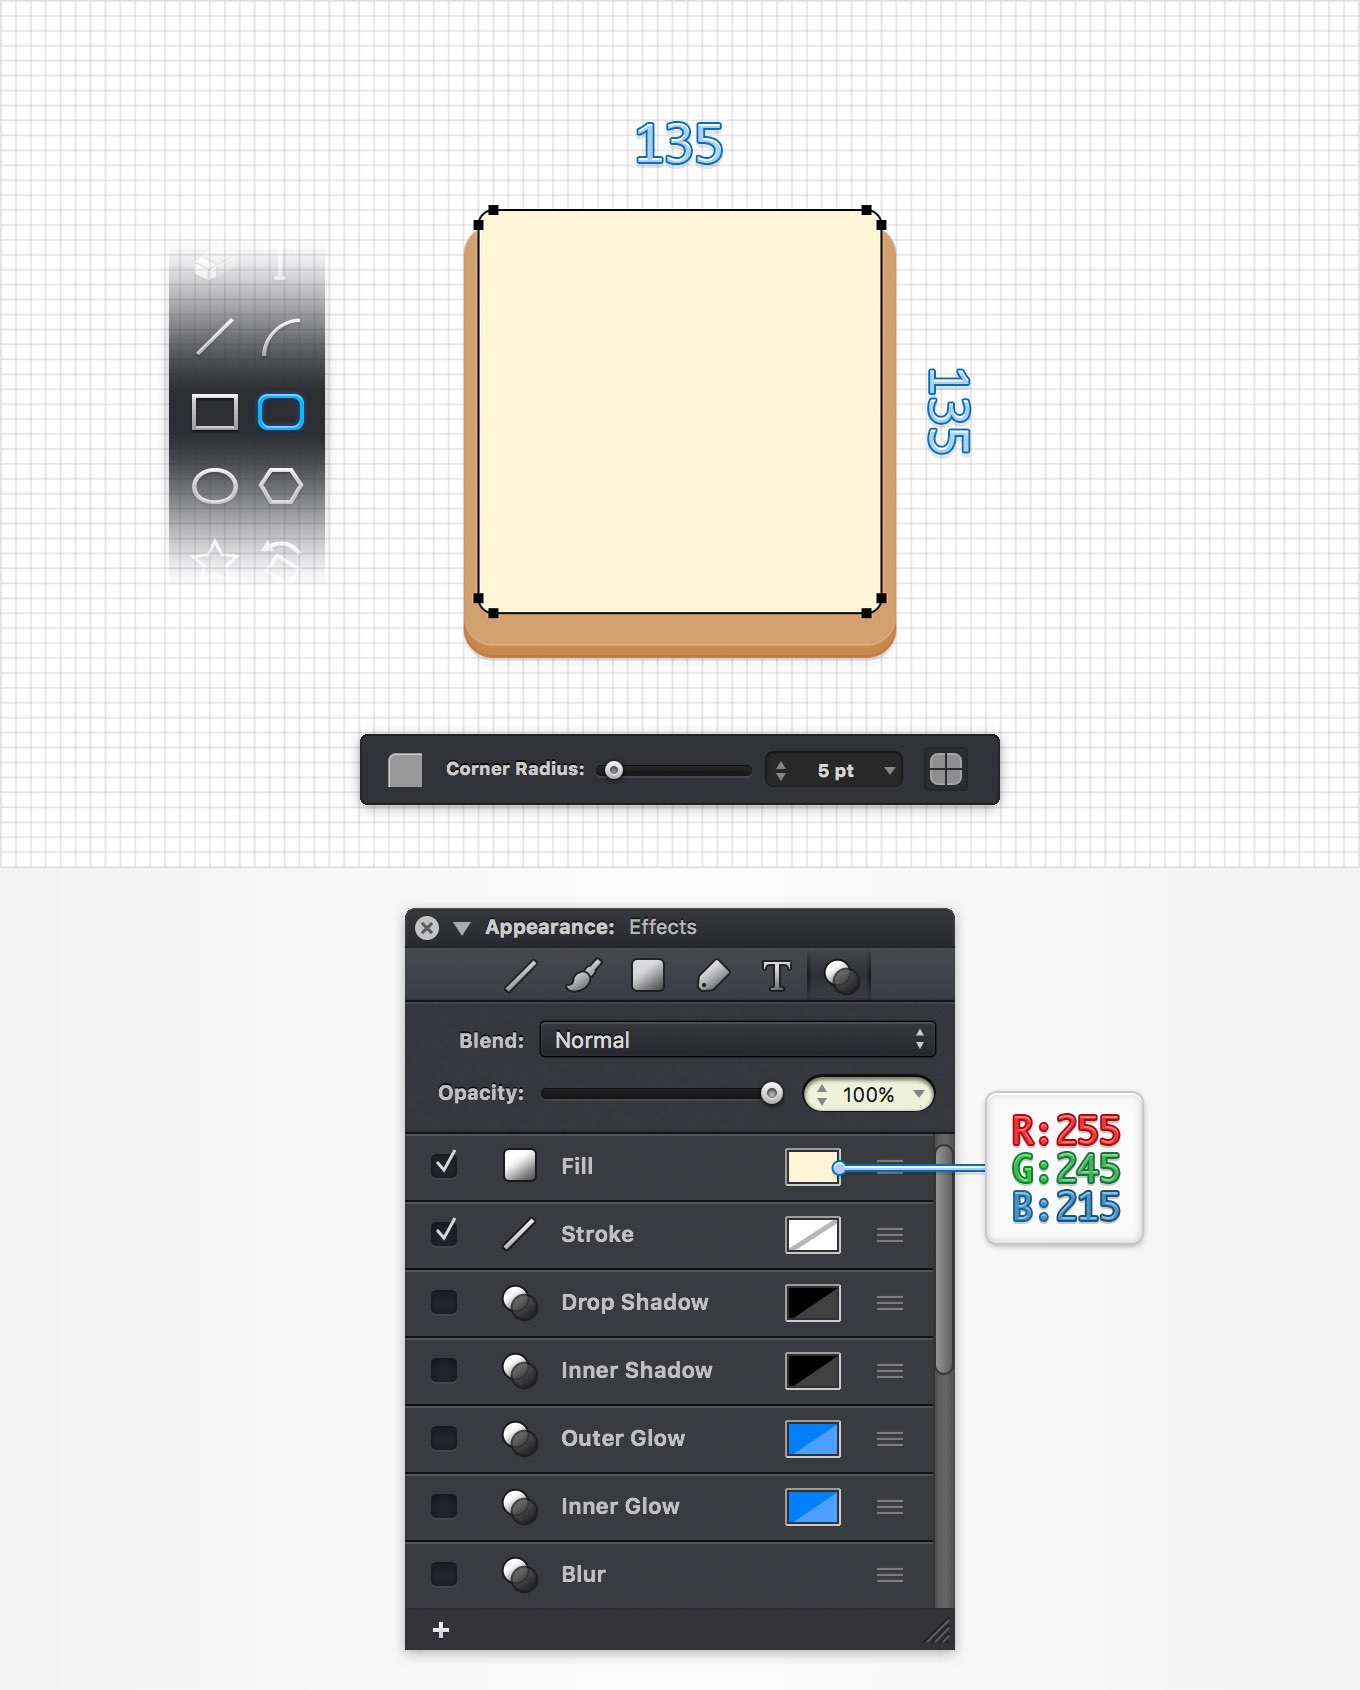 135
135
Corner Radius: 5 pt
Appearance: Effects
T
Blend: Normal
Opacity: 100%
Fill
R:255
G:245
B:215
Stroke
Drop Shadow
Inner Shadow
Outer Glow
Inner Glow
Blur
+